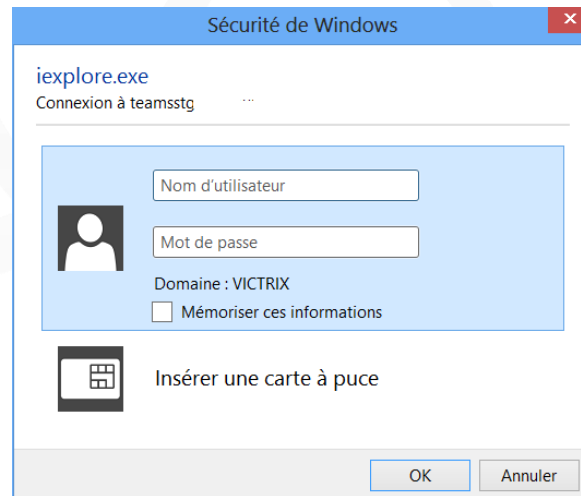 Sécurité de Windows
iexplore.exe
Connexion à teamsstg
Nom d'utilisateur
Mot de passe
Domaine : VICTRIX
Mémoriser ces informations
Insérer une carte à puce
OK
Annuler